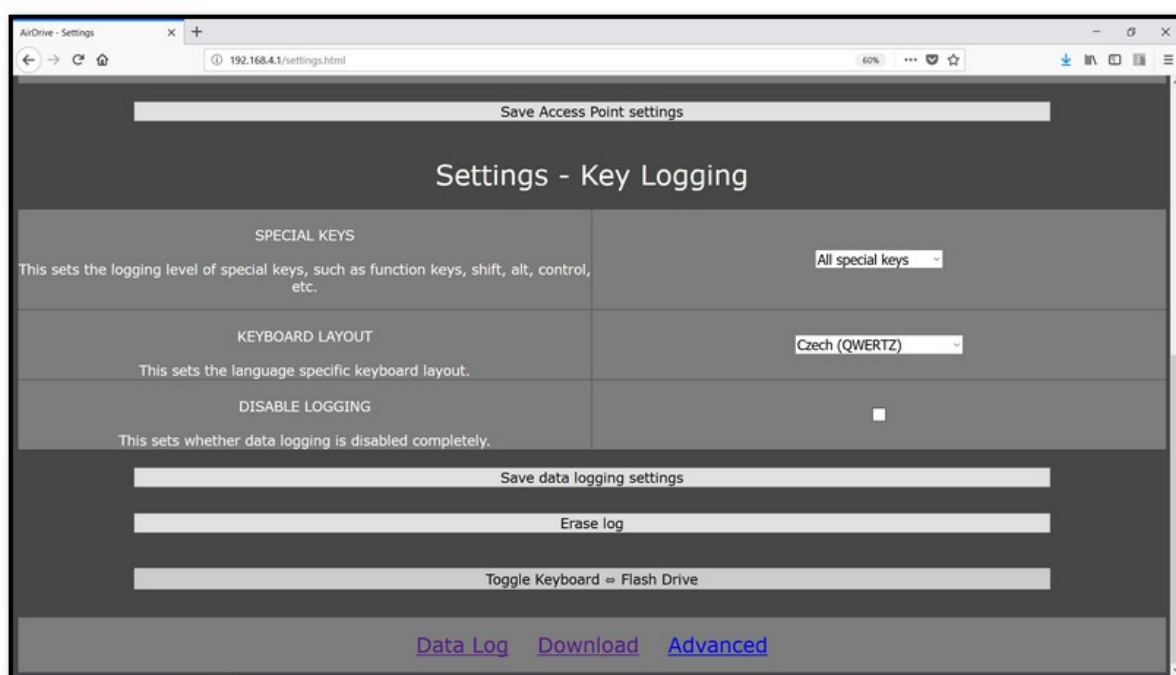 AirDrive - Settings
192.168.4.1/settings.html
60%
Save Access Point settings
Settings - Key Logging
SPECIAL KEYS
This sets the logging level of special keys, such as function keys, shift, alt, control,
etc.
All special keys
KEYBOARD LAYOUT
This sets the language specific keyboard layout.
Czech (QWERTZ)
DISABLE LOGGING
This sets whether data logging is disabled completely.
Save data logging settings
Erase log
Toggle Keyboard ⇔ Flash Drive
Data Log Download Advanced